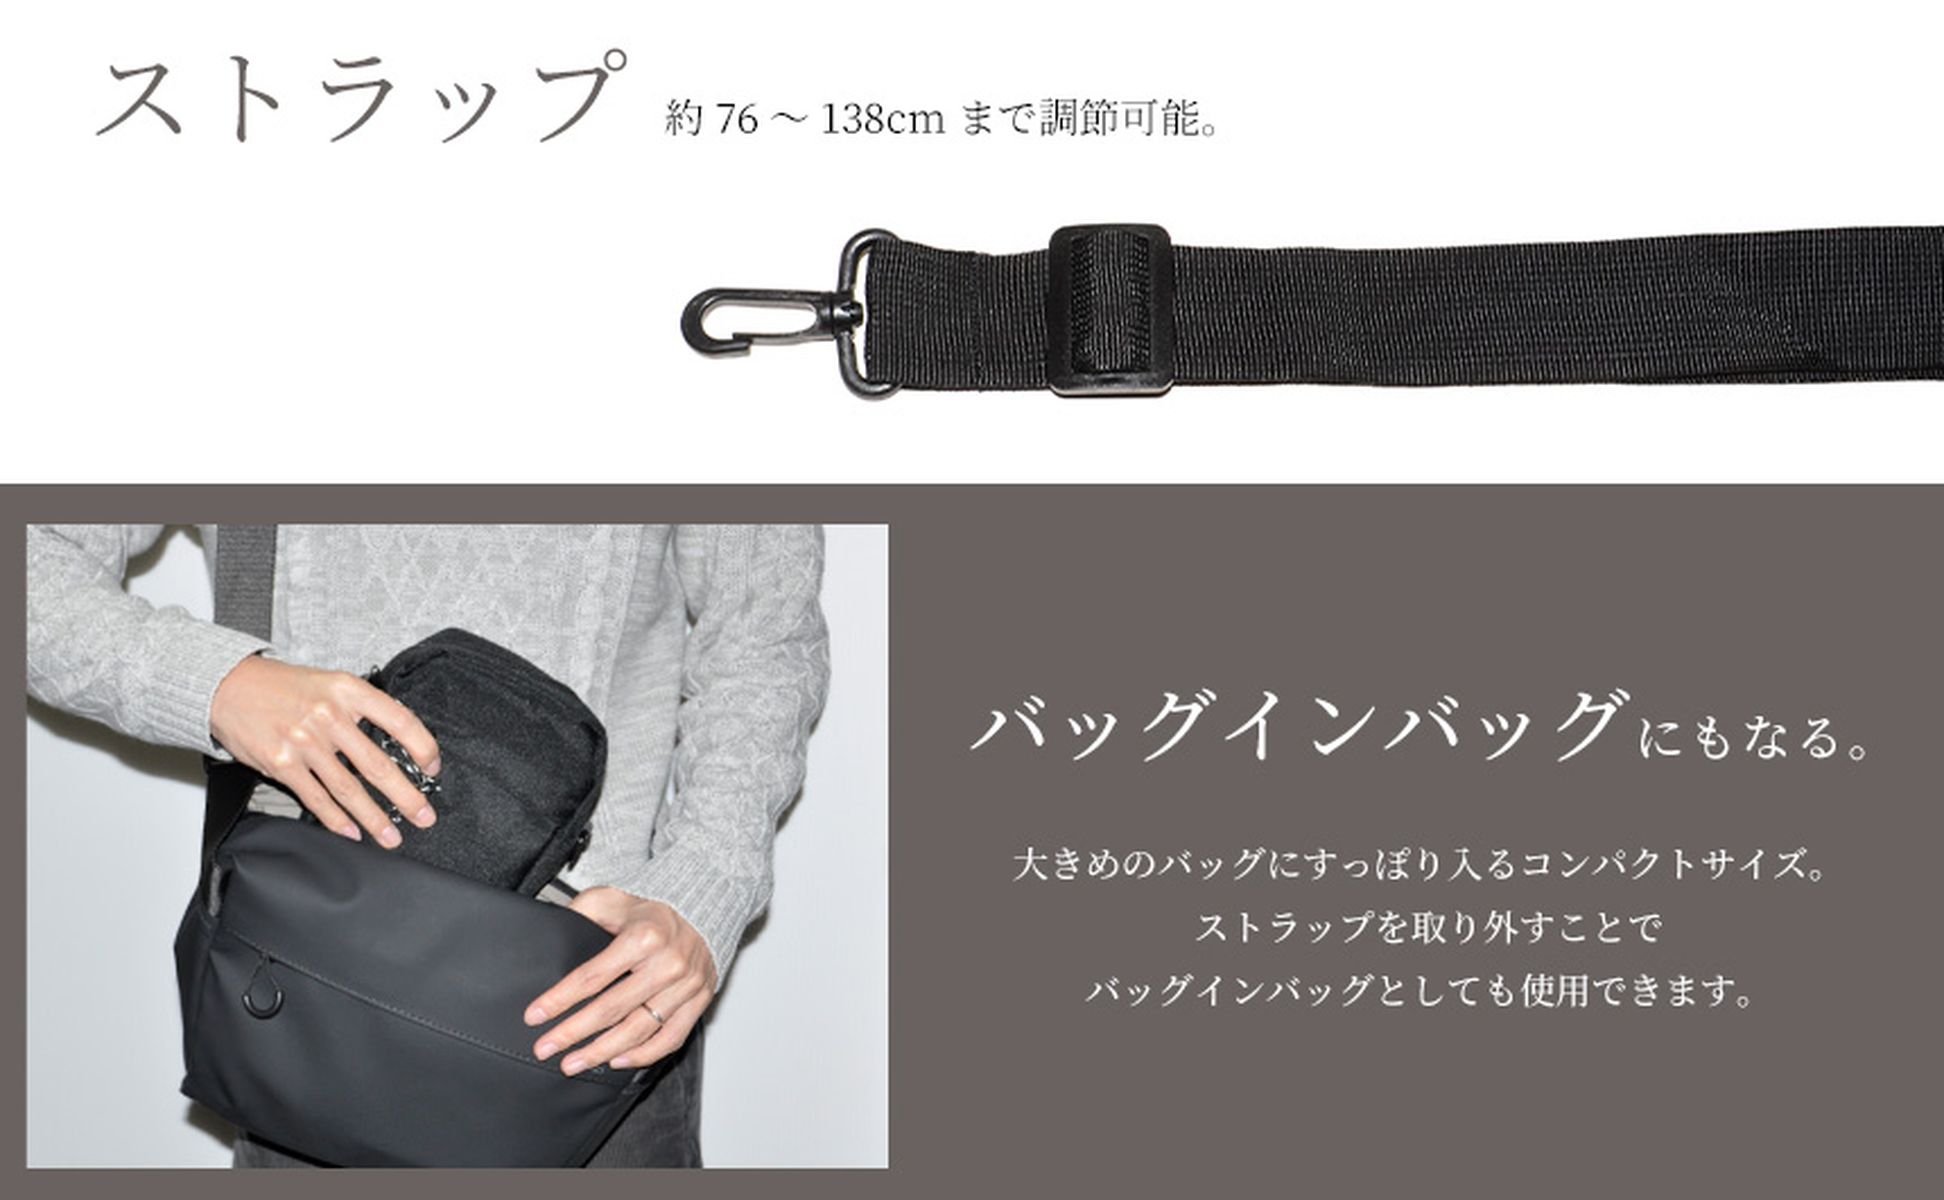 ストラップ 約 76 ～ 138cm まで調節可能。
バッグインバッグにもなる。
大きめのバッグにすっぽり入るコンパクトサイズ。
ストラップを取り外すことで
バッグインバッグとしても使用できます。